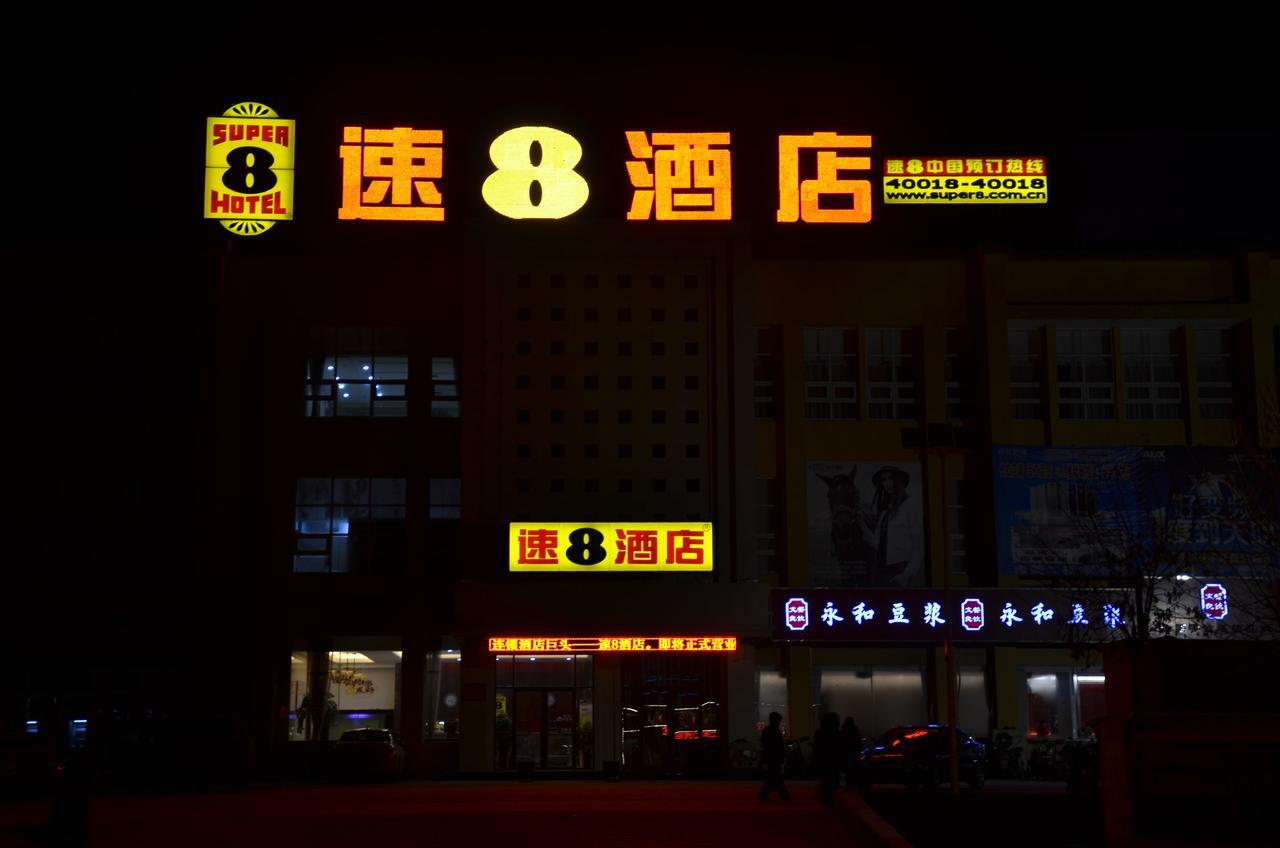 SUPER
8
HOTEL
速8酒店
速8中国预订热线
40018-40018
www.super8.com.cn
速8酒店
连锁酒店巨头——速8酒店。即将正式营业
永和豆浆 永和豆浆
AUX